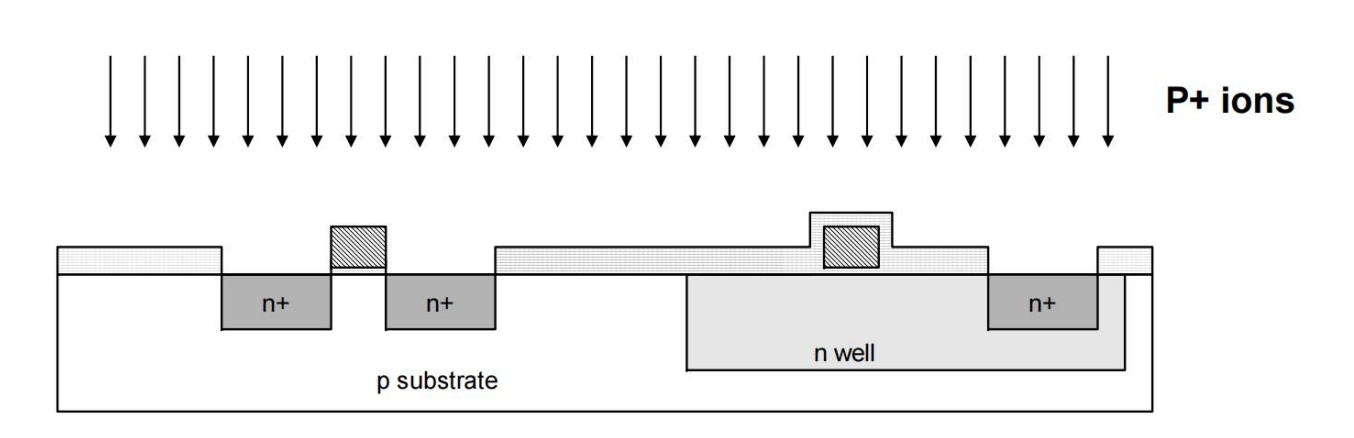 P+ ions
n+
n+
n+
n well
p substrate